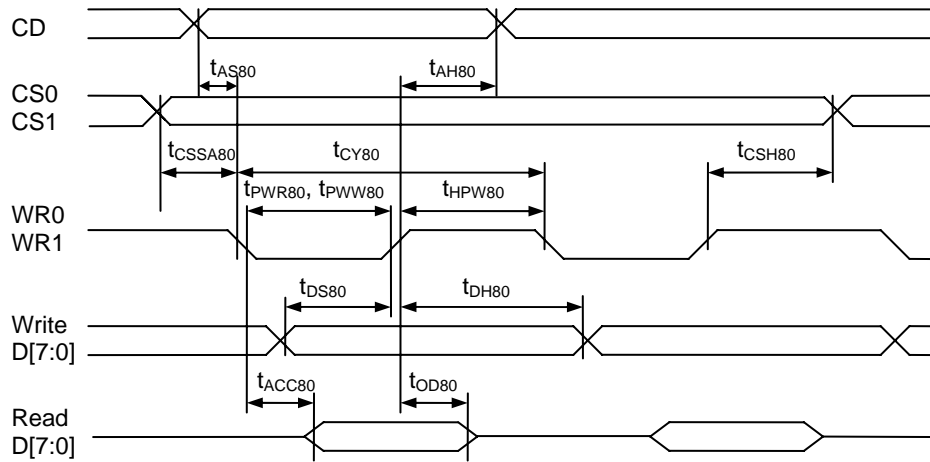 CD
tAS80 tAH80
CS0
CS1
tCSSA80 tCY80 tCSH80
tPWR80, tPWW80 tHPW80
WR0
WR1
tDS80 tDH80
Write
D[7:0]
tACC80 tOD80
Read
D[7:0]